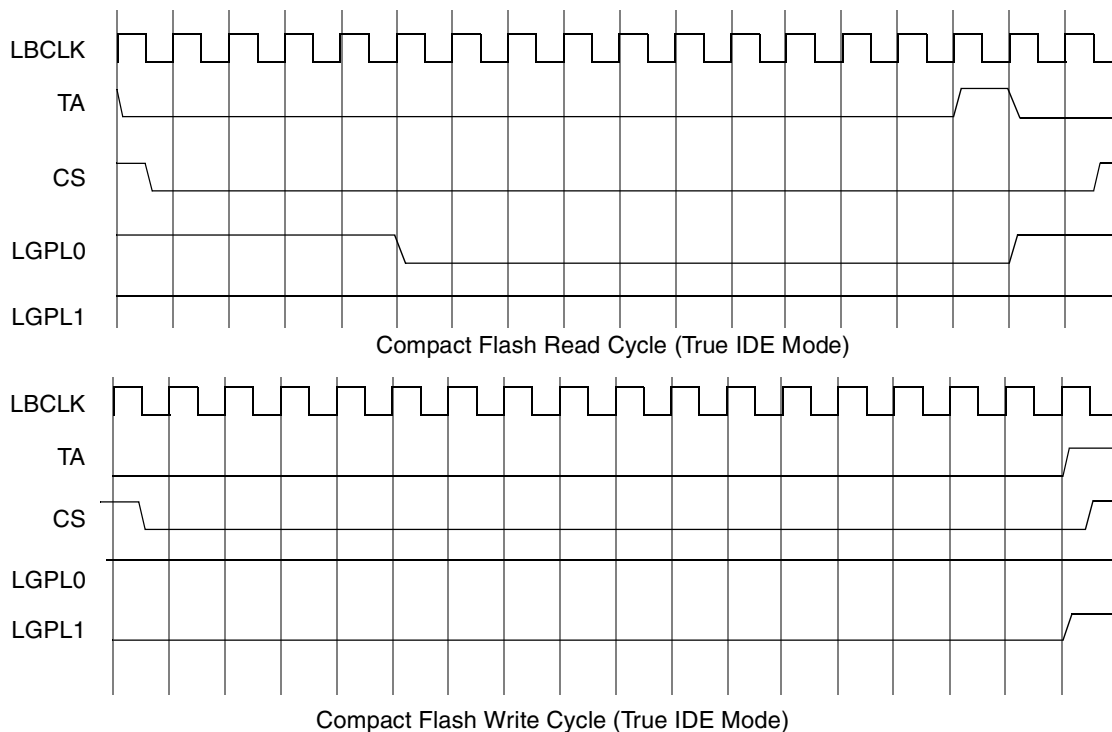 LBCLK
TA
CS
LGPL0
LGPL1
Compact Flash Read Cycle (True IDE Mode)
LBCLK
TA
CS
LGPL0
LGPL1
Compact Flash Write Cycle (True IDE Mode)